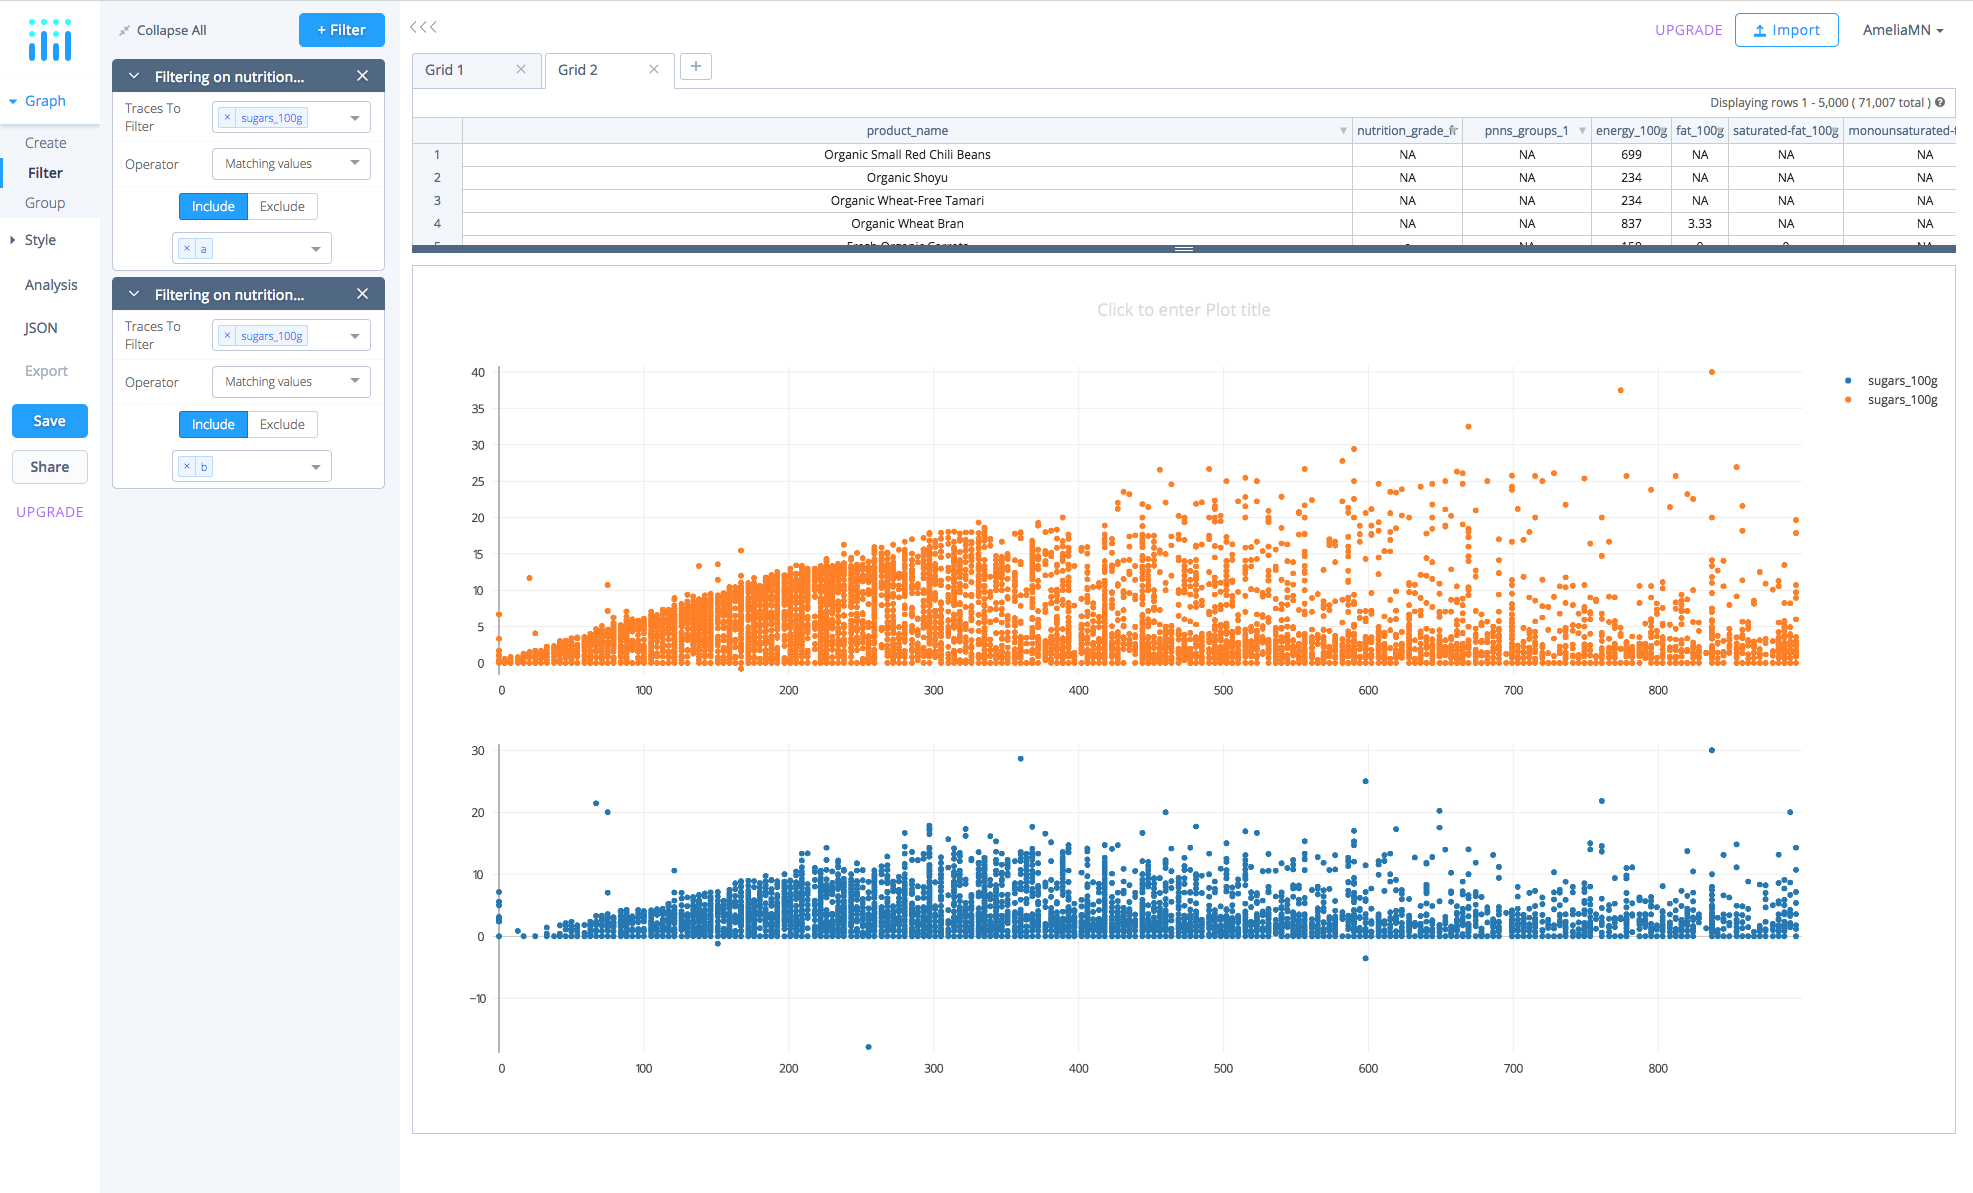 Collapse All
+ Filter
Filtering on nutrition...
Traces To Filter
× sugars_100g
Operator
Matching values
Include Exclude
× a
Filtering on nutrition...
Traces To Filter
× sugars_100g
Operator
Matching values
Include Exclude
× b
Graph
Create
Filter
Group
Style
Analysis
JSON
Export
Save
Share
UPGRADE
UPGRADE
Import
AmeliaMN
Grid 1 ×
Grid 2 ×
+
Displaying rows 1 - 5,000 ( 71,007 total )
product_name nutrition_grade_fr pnns_groups_1 energy_100g fat_100g saturated-fat_100g monounsaturated-f
1 Organic Small Red Chili Beans NA NA 699 NA NA NA
2 Organic Shoyu NA NA 234 NA NA NA
3 Organic Wheat-Free Tamari NA NA 234 NA NA NA
4 Organic Wheat Bran NA NA 837 3.33 NA NA
Click to enter Plot title
40
35
30
25
20
15
10
5
0
0 100 200 300 400 500 600 700 800
sugars_100g
sugars_100g
30
20
10
0
−10
0 100 200 300 400 500 600 700 800